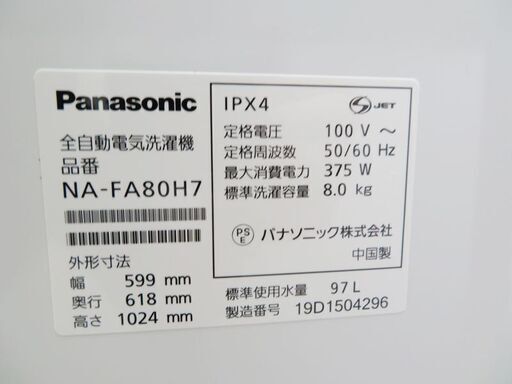 Panasonic
全自動電気洗濯機
品番
NA-FA80H7
外形寸法
幅 599 mm
奥行 618 mm
高さ 1024 mm
IPX4
S JET
定格電圧 100 V ～
定格周波数 50/60 Hz
最大消費電力 375 W
標準洗濯容量 8.0 kg
PS E パナソニック株式会社
中国製
標準使用水量 97 L
製造番号 19D1504296